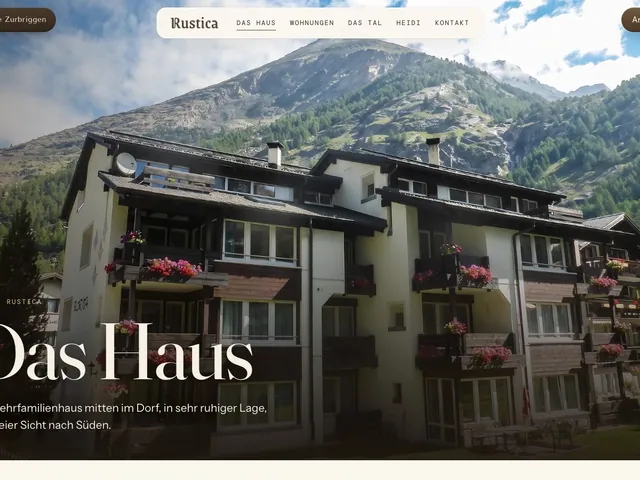 Zurbriggen
Rustica
DAS HAUS WOHNUNGEN DAS TAL HEIDI KONTAKT
RUSTICA
Das Haus
ehrfamilienhaus mitten im Dorf, in sehr ruhiger Lage,
eier Sicht nach Süden.